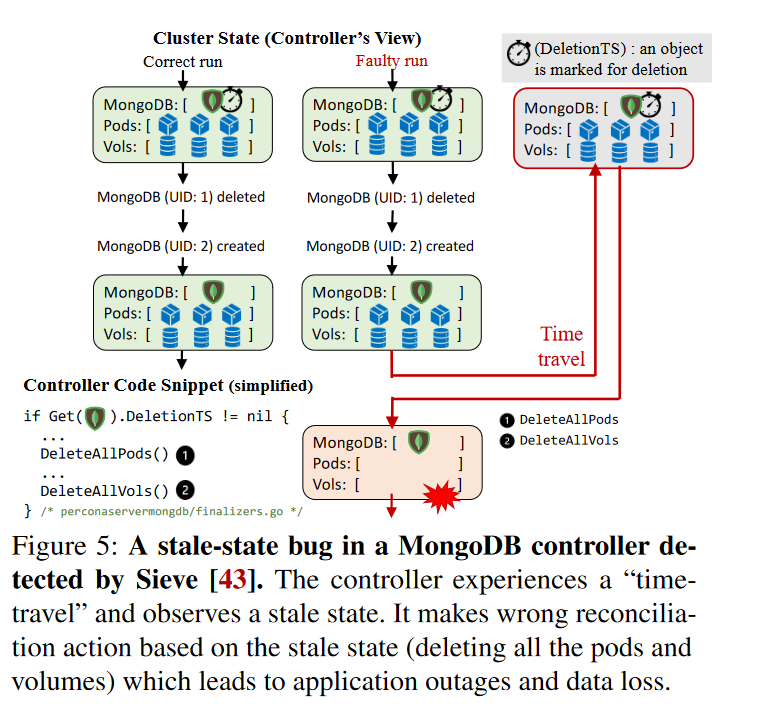 Cluster State (Controller's View)
Correct run
Faulty run
(DeletionTS) : an object
is marked for deletion
MongoDB: [ ]
Pods: [ ]
Vols: [ ]
MongoDB: [ ]
Pods: [ ]
Vols: [ ]
MongoDB: [ ]
Pods: [ ]
Vols: [ ]
MongoDB (UID: 1) deleted
MongoDB (UID: 1) deleted
MongoDB (UID: 2) created
MongoDB (UID: 2) created
MongoDB: [ ]
Pods: [ ]
Vols: [ ]
MongoDB: [ ]
Pods: [ ]
Vols: [ ]
Time
travel
Controller Code Snippet (simplified)
if Get( ).DeletionTS != nil {
...
DeleteAllPods() 1
...
DeleteAllVols() 2
} /* perconaservermongdb/finalizers.go */
MongoDB: [ ]
Pods: [ ]
Vols: [ ]
1 DeleteAllPods
2 DeleteAllVols
Figure 5: A stale-state bug in a MongoDB controller de-
tected by Sieve [43]. The controller experiences a “time-
travel” and observes a stale state. It makes wrong reconcilia-
tion action based on the stale state (deleting all the pods and
volumes) which leads to application outages and data loss.